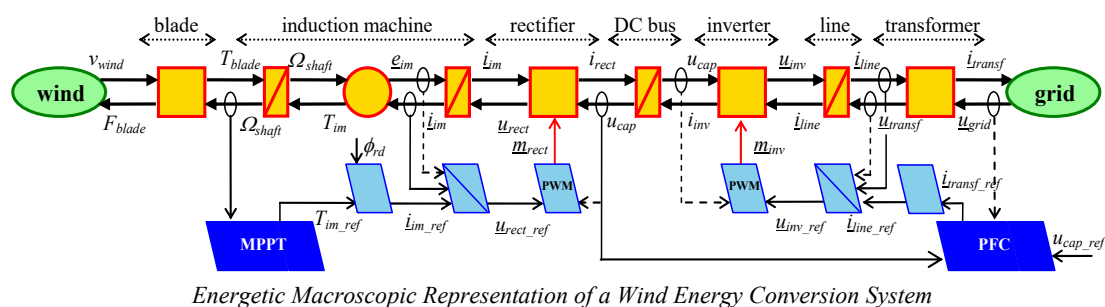 blade induction machine rectifier DC bus inverter line transformer
v_wind T_blade Ω_shaft e_im i_im i_rect u_cap u_inv i_line i_transf
wind grid
F_blade Ω_shaft T_im i_im u_rect u_cap i_inv i_line u_transf u_grid
m_rect m_inv
ϕ_rd
PWM PWM i_transf_ref
T_im_ref i_im_ref u_rect_ref u_inv_ref i_line_ref
MPPT PFC u_cap_ref
Energetic Macroscopic Representation of a Wind Energy Conversion System